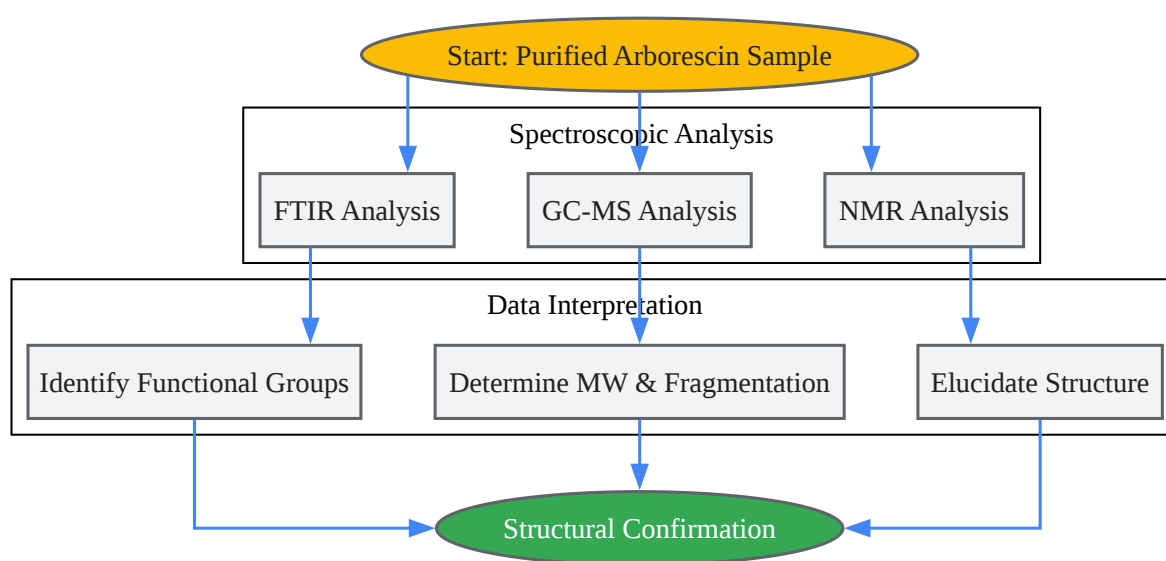 Start: Purified Arborescin Sample
Spectroscopic Analysis
FTIR Analysis
GC-MS Analysis
NMR Analysis
Data Interpretation
Identify Functional Groups
Determine MW & Fragmentation
Elucidate Structure
Structural Confirmation